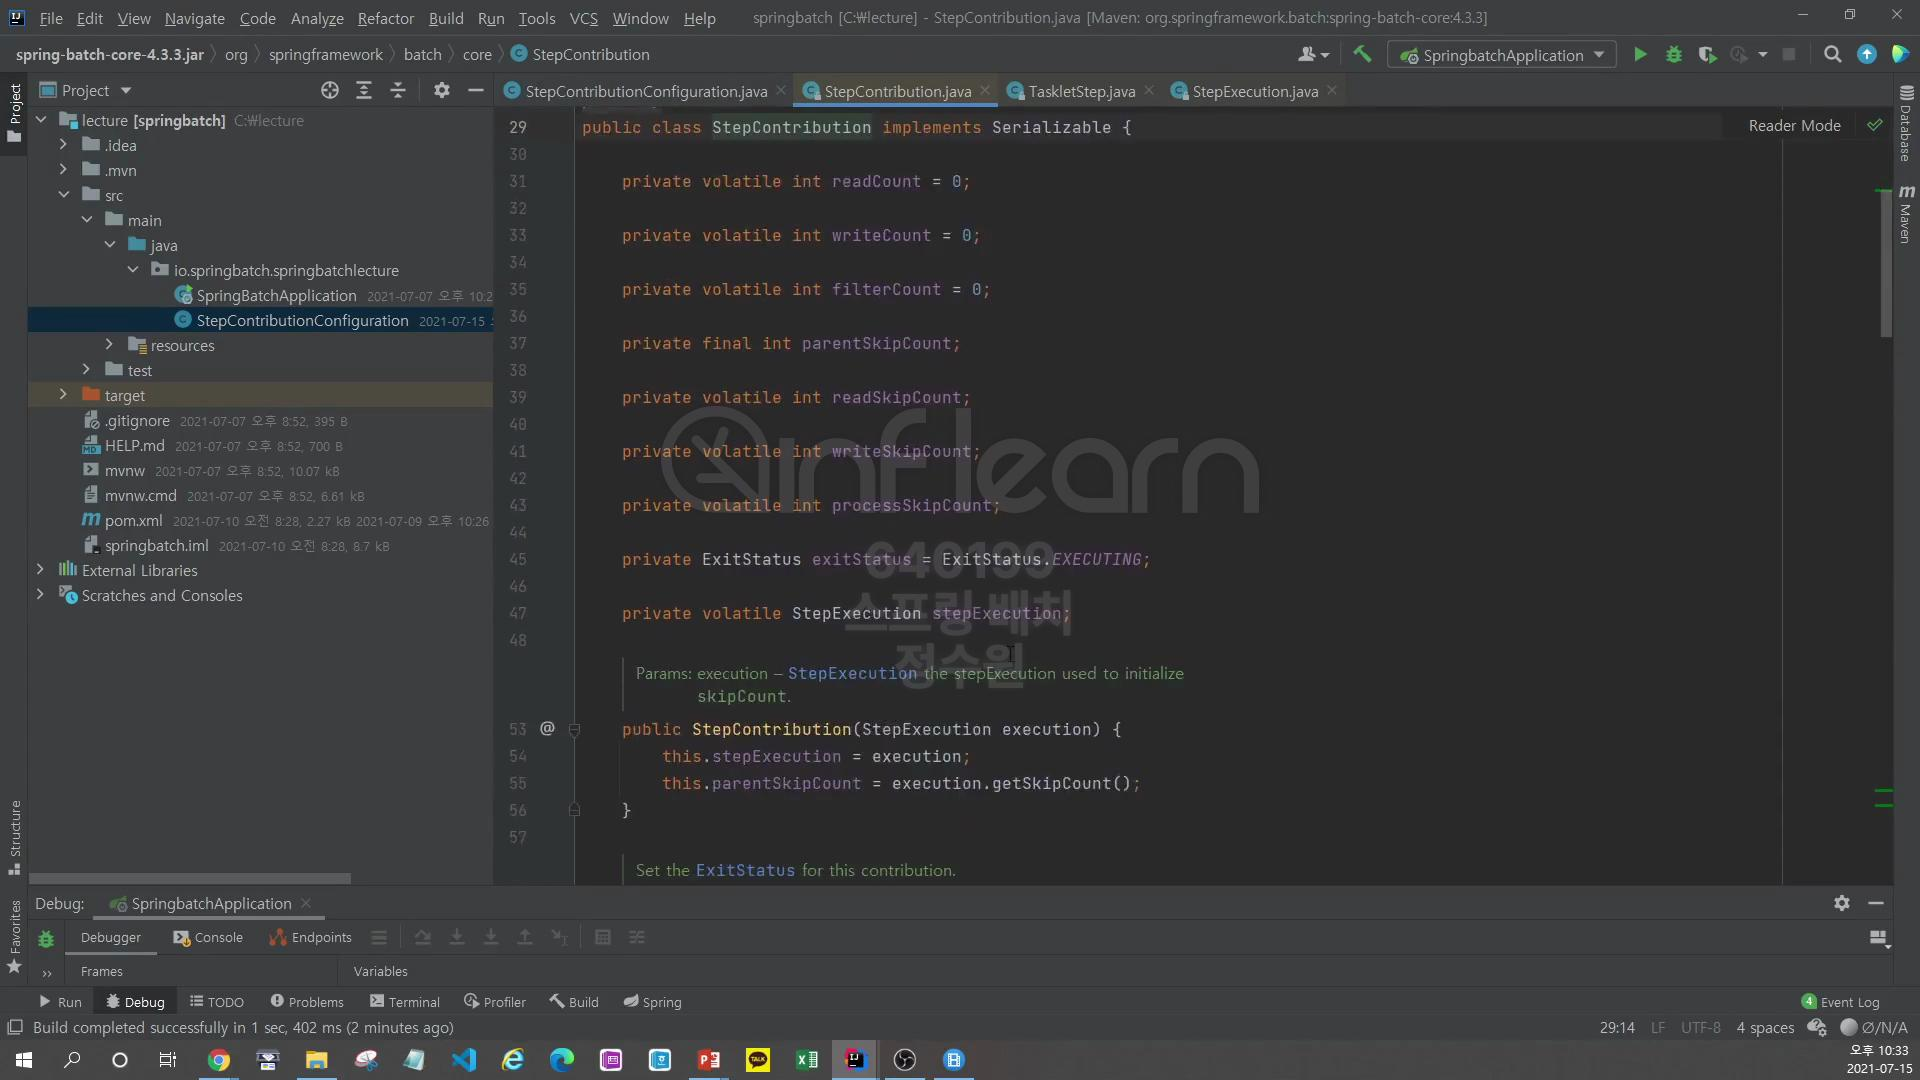 File Edit View Navigate Code Analyze Refactor Build Run Tools VCS Window Help springbatch [C:\lecture] - StepContribution.java [Maven: org.springframework.batch:spring-batch-core:4.3.3]
spring-batch-core-4.3.3.jar org springframework batch core StepContribution SpringbatchApplication
Project
StepContributionConfiguration.java StepContribution.java TaskletStep.java StepExecution.java
Project
lecture [springbatch] C:\lecture
.idea
.mvn
src
main
java
io.springbatch.springbatchlecture
SpringBatchApplication 2021-07-07 오후 10:2
StepContributionConfiguration 2021-07-15
resources
test
target
.gitignore 2021-07-07 오후 8:52, 395 B
HELP.md 2021-07-07 오후 8:52, 700 B
mvnw 2021-07-07 오후 8:52, 10.07 kB
mvnw.cmd 2021-07-07 오후 8:52, 6.61 kB
pom.xml 2021-07-10 오전 8:28, 2.27 kB 2021-07-09 오후 10:26
springbatch.iml 2021-07-10 오전 8:28, 8.7 kB
External Libraries
Scratches and Consoles
Structure
Favorites
29 public class StepContribution implements Serializable {
Reader Mode
30
31 private volatile int readCount = 0;
32
33 private volatile int writeCount = 0;
34
35 private volatile int filterCount = 0;
36
37 private final int parentSkipCount;
38
39 private volatile int readSkipCount;
40
41 private volatile int writeSkipCount;
42
43 private volatile int processSkipCount;
44
45 private ExitStatus exitStatus = ExitStatus.EXECUTING;
46
47 private volatile StepExecution stepExecution;
48
Params: execution – StepExecution the stepExecution used to initialize
skipCount.
53 @ public StepContribution(StepExecution execution) {
54 this.stepExecution = execution;
55 this.parentSkipCount = execution.getSkipCount();
56 }
57
Set the ExitStatus for this contribution.
inflearn
640199
스프링 배치
정수원
Database
Maven
Debug: SpringbatchApplication
Debugger Console Endpoints
Frames Variables
Run Debug TODO Problems Terminal Profiler Build Spring 4 Event Log
Build completed successfully in 1 sec, 402 ms (2 minutes ago) 29:14 LF UTF-8 4 spaces Ø/N/A
오후 10:33
2021-07-15